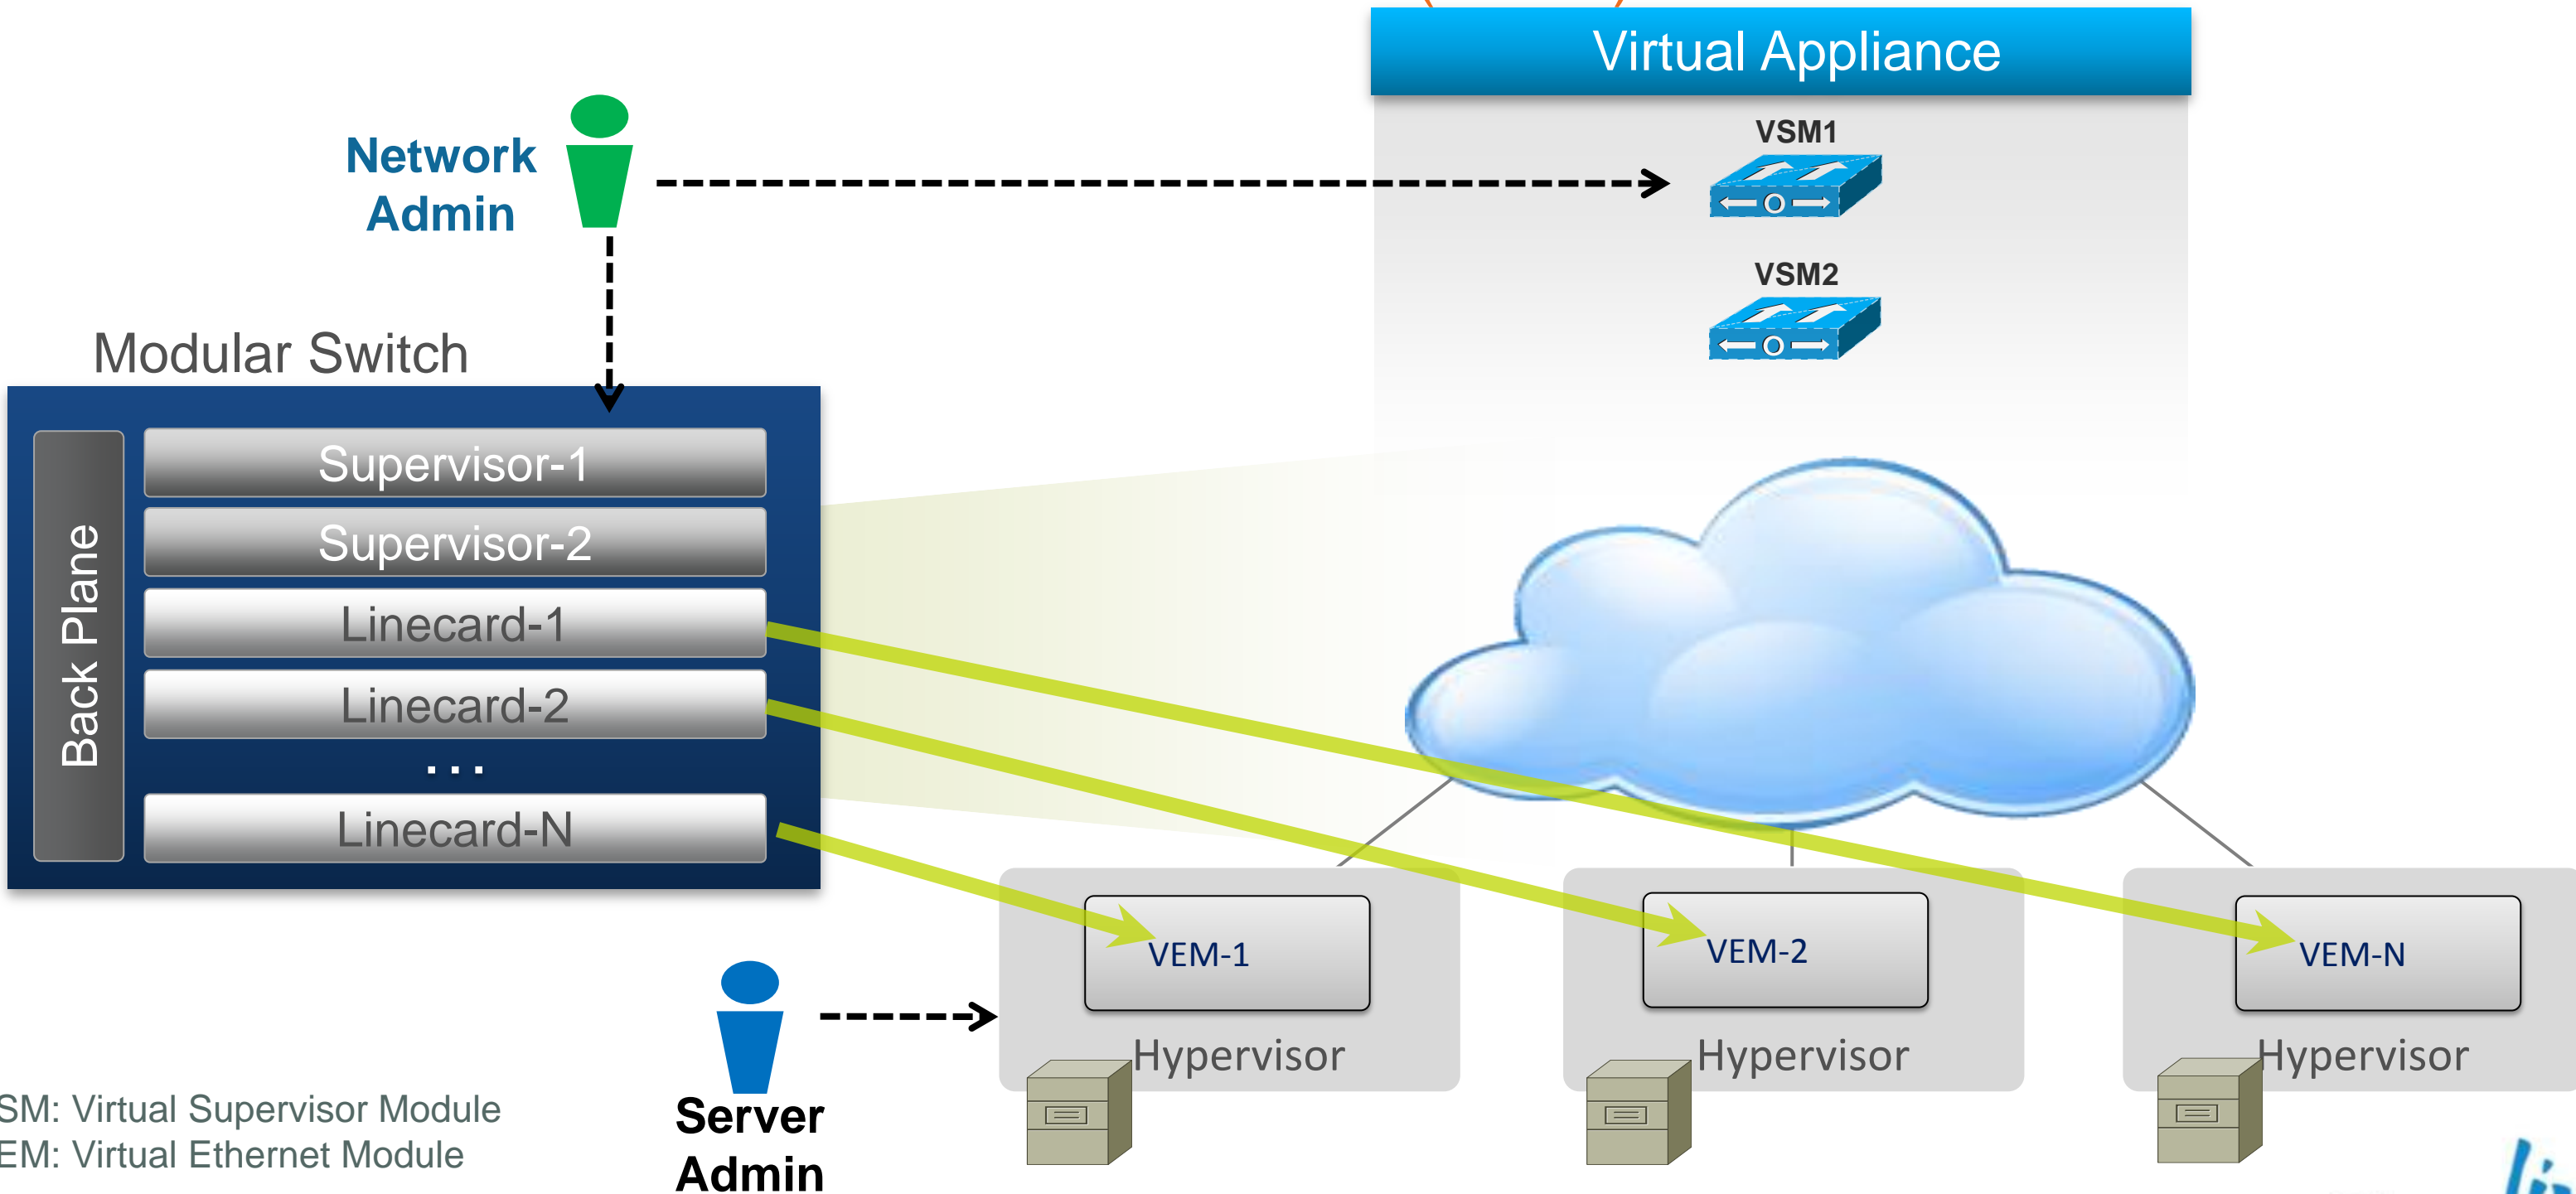 Virtual Appliance
VSM1
Network
Admin
VSM2
Modular Switch
Back Plane
Supervisor-1
Supervisor-2
Linecard-1
Linecard-2
...
Linecard-N
VEM-1
VEM-2
VEM-N
Hypervisor
Hypervisor
Hypervisor
Server
Admin
SM: Virtual Supervisor Module
EM: Virtual Ethernet Module